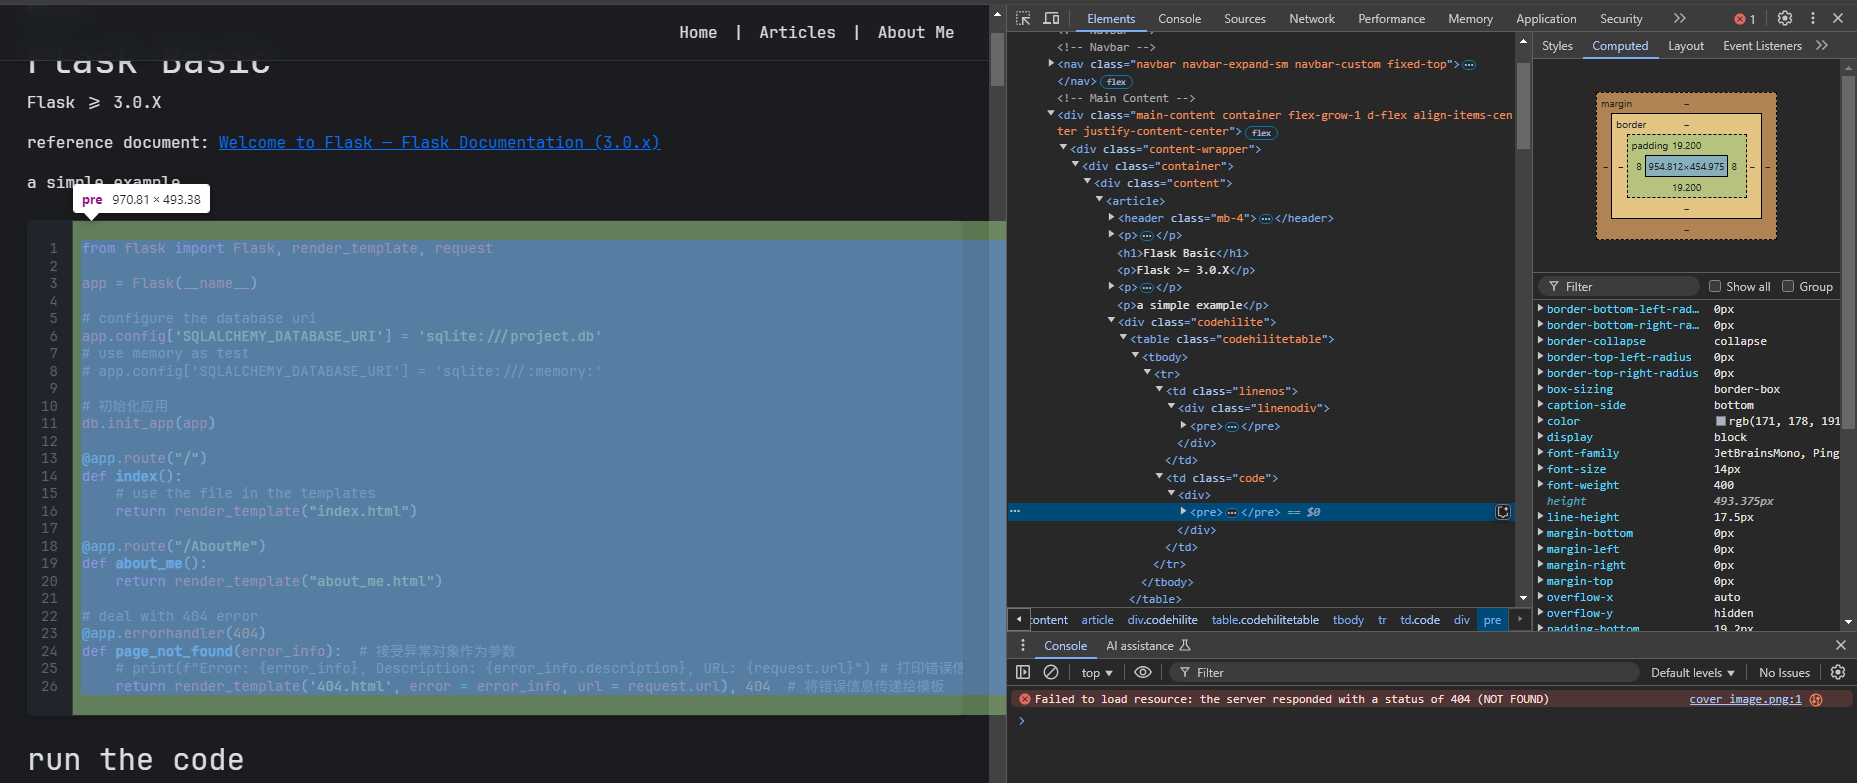 Home | Articles | About Me
Flask Basic
Flask >= 3.0.X
reference document: Welcome to Flask — Flask Documentation (3.0.x)
a simple example
pre 970.81 × 493.38
1 from flask import Flask, render_template, request
2
3 app = Flask(__name__)
4
5 # configure the database uri
6 app.config['SQLALCHEMY_DATABASE_URI'] = 'sqlite:///project.db'
7 # use memory as test
8 # app.config['SQLALCHEMY_DATABASE_URI'] = 'sqlite:///:memory:'
9
10 # 初始化应用
11 db.init_app(app)
12
13 @app.route("/")
14 def index():
15 # use the file in the templates
16 return render_template("index.html")
17
18 @app.route("/AboutMe")
19 def about_me():
20 return render_template("about_me.html")
21
22 # deal with 404 error
23 @app.errorhandler(404)
24 def page_not_found(error_info): # 接受异常对象作为参数
25 # print(f"Error: {error_info}, Description: {error_info.description}, URL: {request.url}") # 打印错误信
26 return render_template('404.html', error = error_info, url = request.url), 404 # 将错误信息传递给模板
run the code
Elements Console Sources Network Performance Memory Application Security 1
<!-- Navbar -->
<nav class="navbar navbar-expand-sm navbar-custom fixed-top"> ⋯
</nav> flex
<!-- Main Content -->
<div class="main-content container flex-grow-1 d-flex align-items-cen
ter justify-content-center"> flex
<div class="content-wrapper">
<div class="container">
<div class="content">
<article>
<header class="mb-4"> ⋯ </header>
<p> ⋯ </p>
<h1>Flask Basic</h1>
<p>Flask >= 3.0.X</p>
<p> ⋯ </p>
<p>a simple example</p>
<div class="codehilite">
<table class="codehilitetable">
<tbody>
<tr>
<td class="linenos">
<div class="linenodiv">
<pre> ⋯ </pre>
</div>
</td>
<td class="code">
<div>
<pre> ⋯ </pre> == $0
</div>
</td>
</tr>
</tbody>
</table>
content article div.codehilite table.codehilitetable tbody tr td.code div pre
Styles Computed Layout Event Listeners
margin –
border –
padding 19.200
– – 8 954.812×454.975 8 – –
19.200
–
–
Filter Show all Group
border-bottom-left-rad… 0px
border-bottom-right-ra… 0px
border-collapse collapse
border-top-left-radius 0px
border-top-right-radius 0px
box-sizing border-box
caption-side bottom
color rgb(171, 178, 191
display block
font-family JetBrainsMono, Ping
font-size 14px
font-weight 400
height 493.375px
line-height 17.5px
margin-bottom 0px
margin-left 0px
margin-right 0px
margin-top 0px
overflow-x auto
overflow-y hidden
padding-bottom 19.2px
Console AI assistance
top Filter Default levels No Issues
Failed to load resource: the server responded with a status of 404 (NOT FOUND) cover_image.png:1